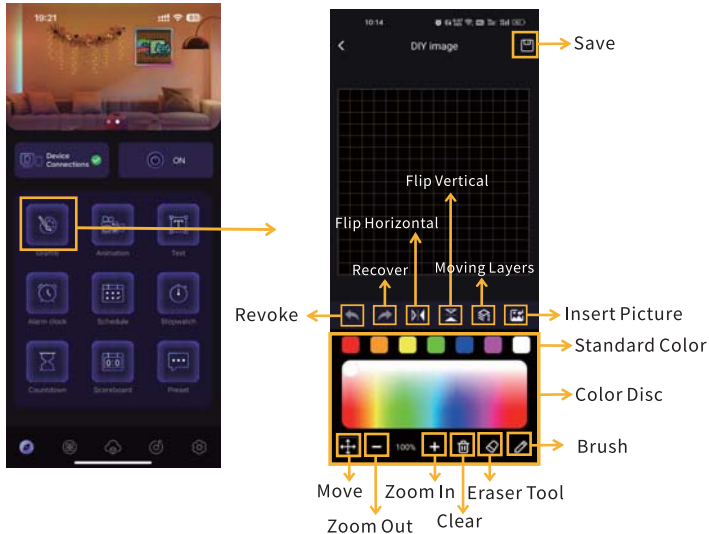 19:21
Device
Connections
ON
Graffiti
Animation
Text
Alarm clock
Schedule
Stopwatch
Countdown
Scoreboard
Preset
10:14
DIY image
Save
Flip Vertical
Flip Horizontal
Recover
Moving Layers
Revoke
Insert Picture
Standard Color
Color Disc
100%
Brush
Move
Zoom In
Eraser Tool
Zoom Out
Clear